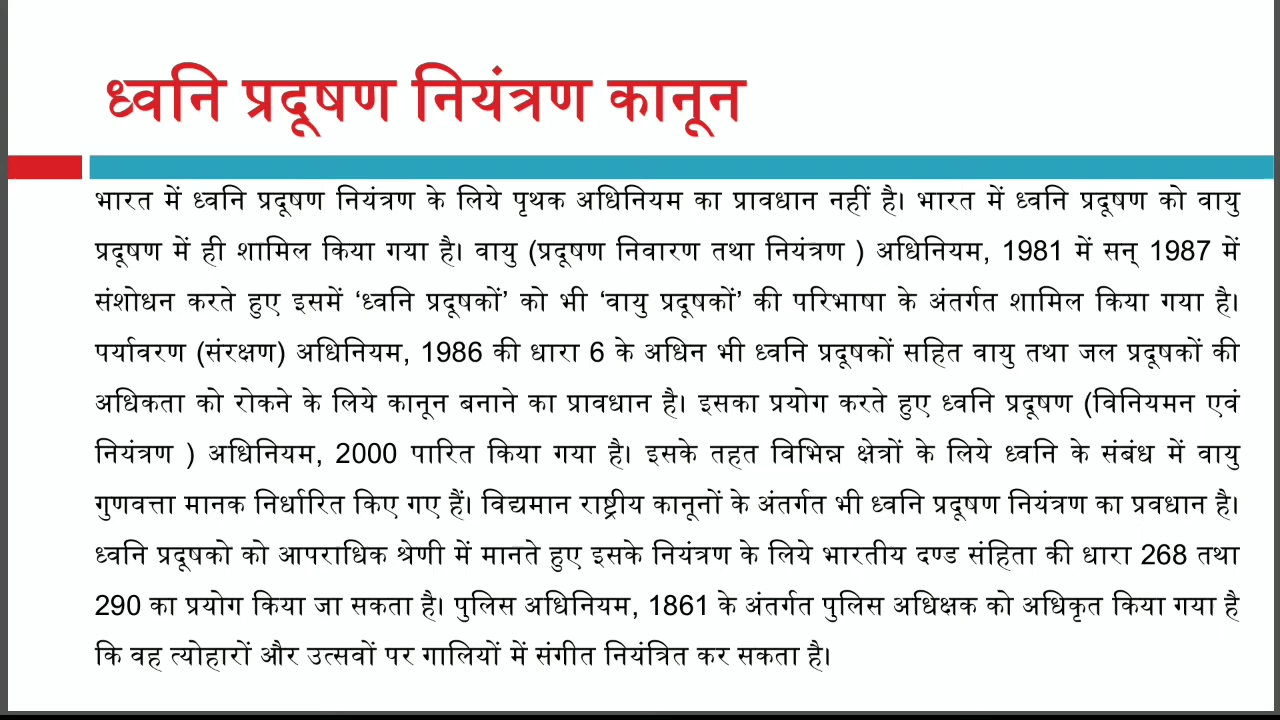 ध्वनि प्रदूषण नियंत्रण कानून
भारत में ध्वनि प्रदूषण नियंत्रण के लिये पृथक अधिनियम का प्रावधान नहीं है। भारत में ध्वनि प्रदूषण को वायु
प्रदूषण में ही शामिल किया गया है। वायु (प्रदूषण निवारण तथा नियंत्रण ) अधिनियम, 1981 में सन् 1987 में
संशोधन करते हुए इसमें ‘ध्वनि प्रदूषकों’ को भी ‘वायु प्रदूषकों’ की परिभाषा के अंतर्गत शामिल किया गया है।
पर्यावरण (संरक्षण) अधिनियम, 1986 की धारा 6 के अधिन भी ध्वनि प्रदूषकों सहित वायु तथा जल प्रदूषकों की
अधिकता को रोकने के लिये कानून बनाने का प्रावधान है। इसका प्रयोग करते हुए ध्वनि प्रदूषण (विनियमन एवं
नियंत्रण ) अधिनियम, 2000 पारित किया गया है। इसके तहत विभिन्न क्षेत्रों के लिये ध्वनि के संबंध में वायु
गुणवत्ता मानक निर्धारित किए गए हैं। विद्यमान राष्ट्रीय कानूनों के अंतर्गत भी ध्वनि प्रदूषण नियंत्रण का प्रवधान है।
ध्वनि प्रदूषको को आपराधिक श्रेणी में मानते हुए इसके नियंत्रण के लिये भारतीय दण्ड संहिता की धारा 268 तथा
290 का प्रयोग किया जा सकता है। पुलिस अधिनियम, 1861 के अंतर्गत पुलिस अधिक्षक को अधिकृत किया गया है
कि वह त्योहारों और उत्सवों पर गालियों में संगीत नियंत्रित कर सकता है।